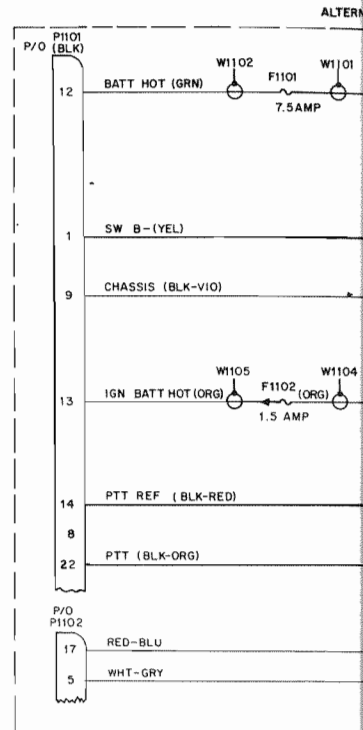 ALTERN
P/O P1101
(BLK)
12 BATT HOT (GRN) W1102 F1101 W1101
7.5 AMP
1 SW B-(YEL)
9 CHASSIS (BLK-VIO)
13 IGN BATT HOT (ORG) W1105 F1102 (ORG) W1104
1.5 AMP
14 PTT REF (BLK-RED)
8
22 PTT (BLK-ORG)
P/O
P1102
17 RED-BLU
5 WHT-GRY